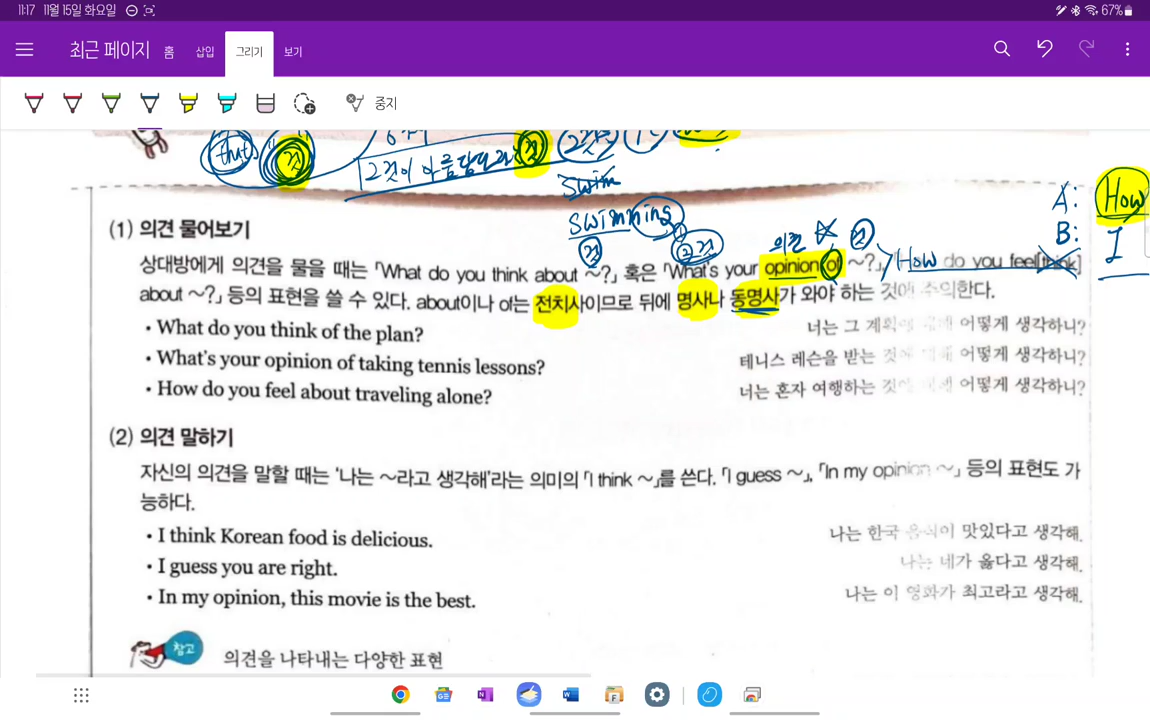 11:17 11월 15일 화요일 67%
최근 페이지 홈 삽입 그리기 보기
중지
that 것 그것이 아름답다라는 것
swim
swimming
것 는 것
A: How
B: I
(1) 의견 물어보기
의견
상대방에게 의견을 물을 때는 「What do you think about ~?」 혹은 「What's your opinion of ~?」, 「How do you feel[think]
about ~?」 등의 표현을 쓸 수 있다. about이나 of는 전치사이므로 뒤에 명사나 동명사가 와야 하는 것에 주의한다.
• What do you think of the plan? 너는 그 계획에 대해 어떻게 생각하니?
• What's your opinion of taking tennis lessons? 테니스 레슨을 받는 것에 대해 어떻게 생각하니?
• How do you feel about traveling alone? 너는 혼자 여행하는 것에 대해 어떻게 생각하니?
(2) 의견 말하기
자신의 의견을 말할 때는 '나는 ~라고 생각해'라는 의미의 「I think ~」를 쓴다. 「I guess ~」, 「In my opinion ~」 등의 표현도 가
능하다.
• I think Korean food is delicious. 나는 한국 음식이 맛있다고 생각해.
• I guess you are right. 나는 네가 옳다고 생각해.
• In my opinion, this movie is the best. 나는 이 영화가 최고라고 생각해.
참고 의견을 나타내는 다양한 표현